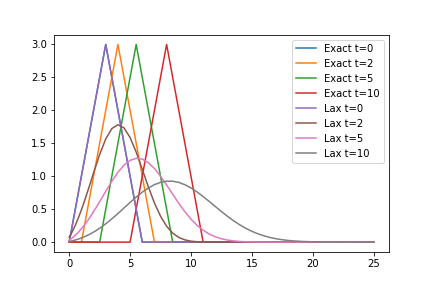 3.0
2.5
2.0
1.5
1.0
0.5
0.0
0
5
10
15
20
25
Exact t=0
Exact t=2
Exact t=5
Exact t=10
Lax t=0
Lax t=2
Lax t=5
Lax t=10